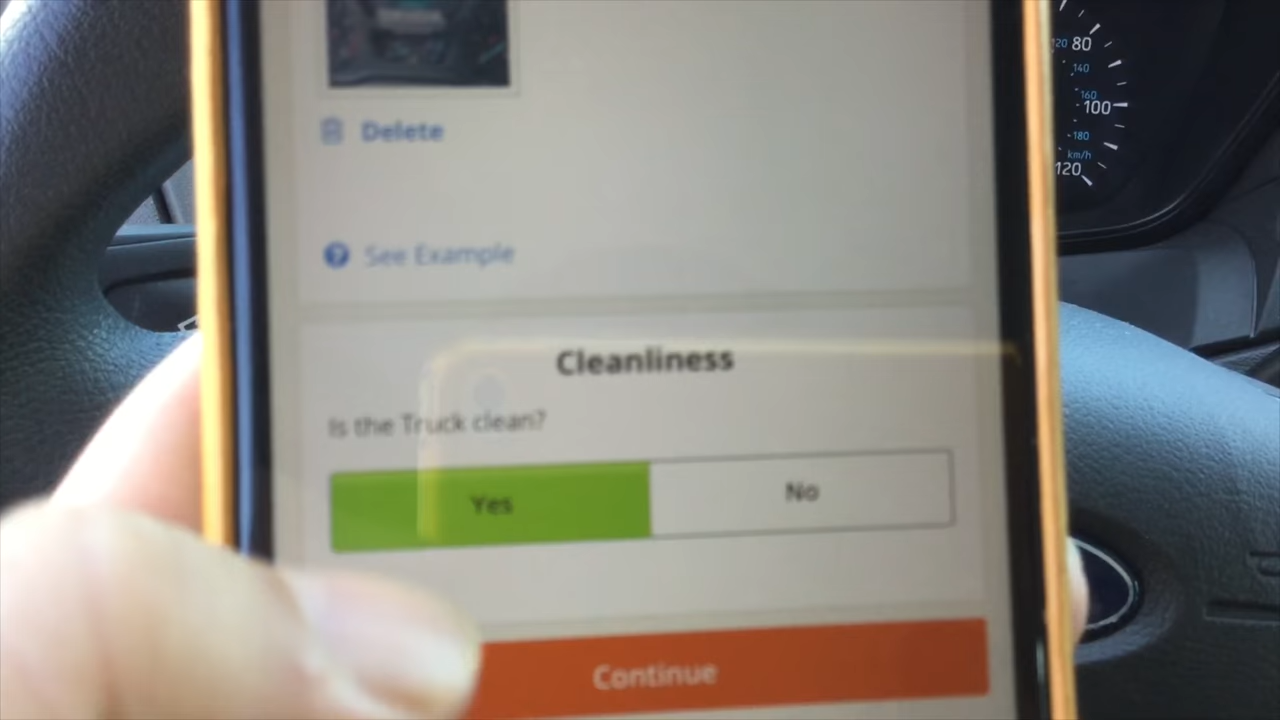 Delete
See Example
Cleanliness
Is the Truck clean?
Yes
No
Continue
120 80
140
160
100
180
km/h
120